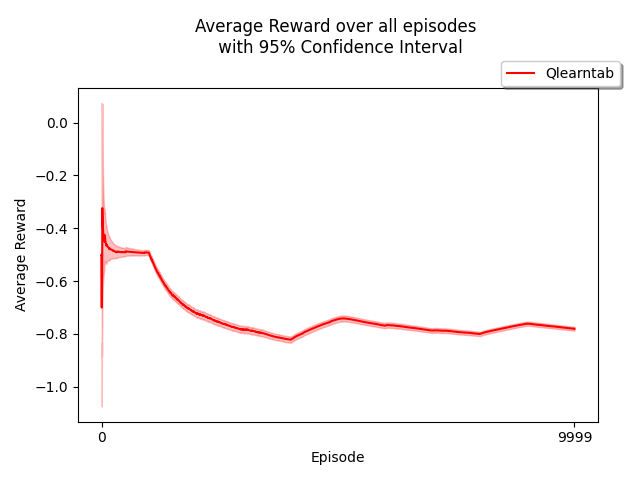 Average Reward over all episodes
with 95% Confidence Interval
Qlearntab
0.0
−0.2
−0.4
−0.6
−0.8
−1.0
Average Reward
0
9999
Episode